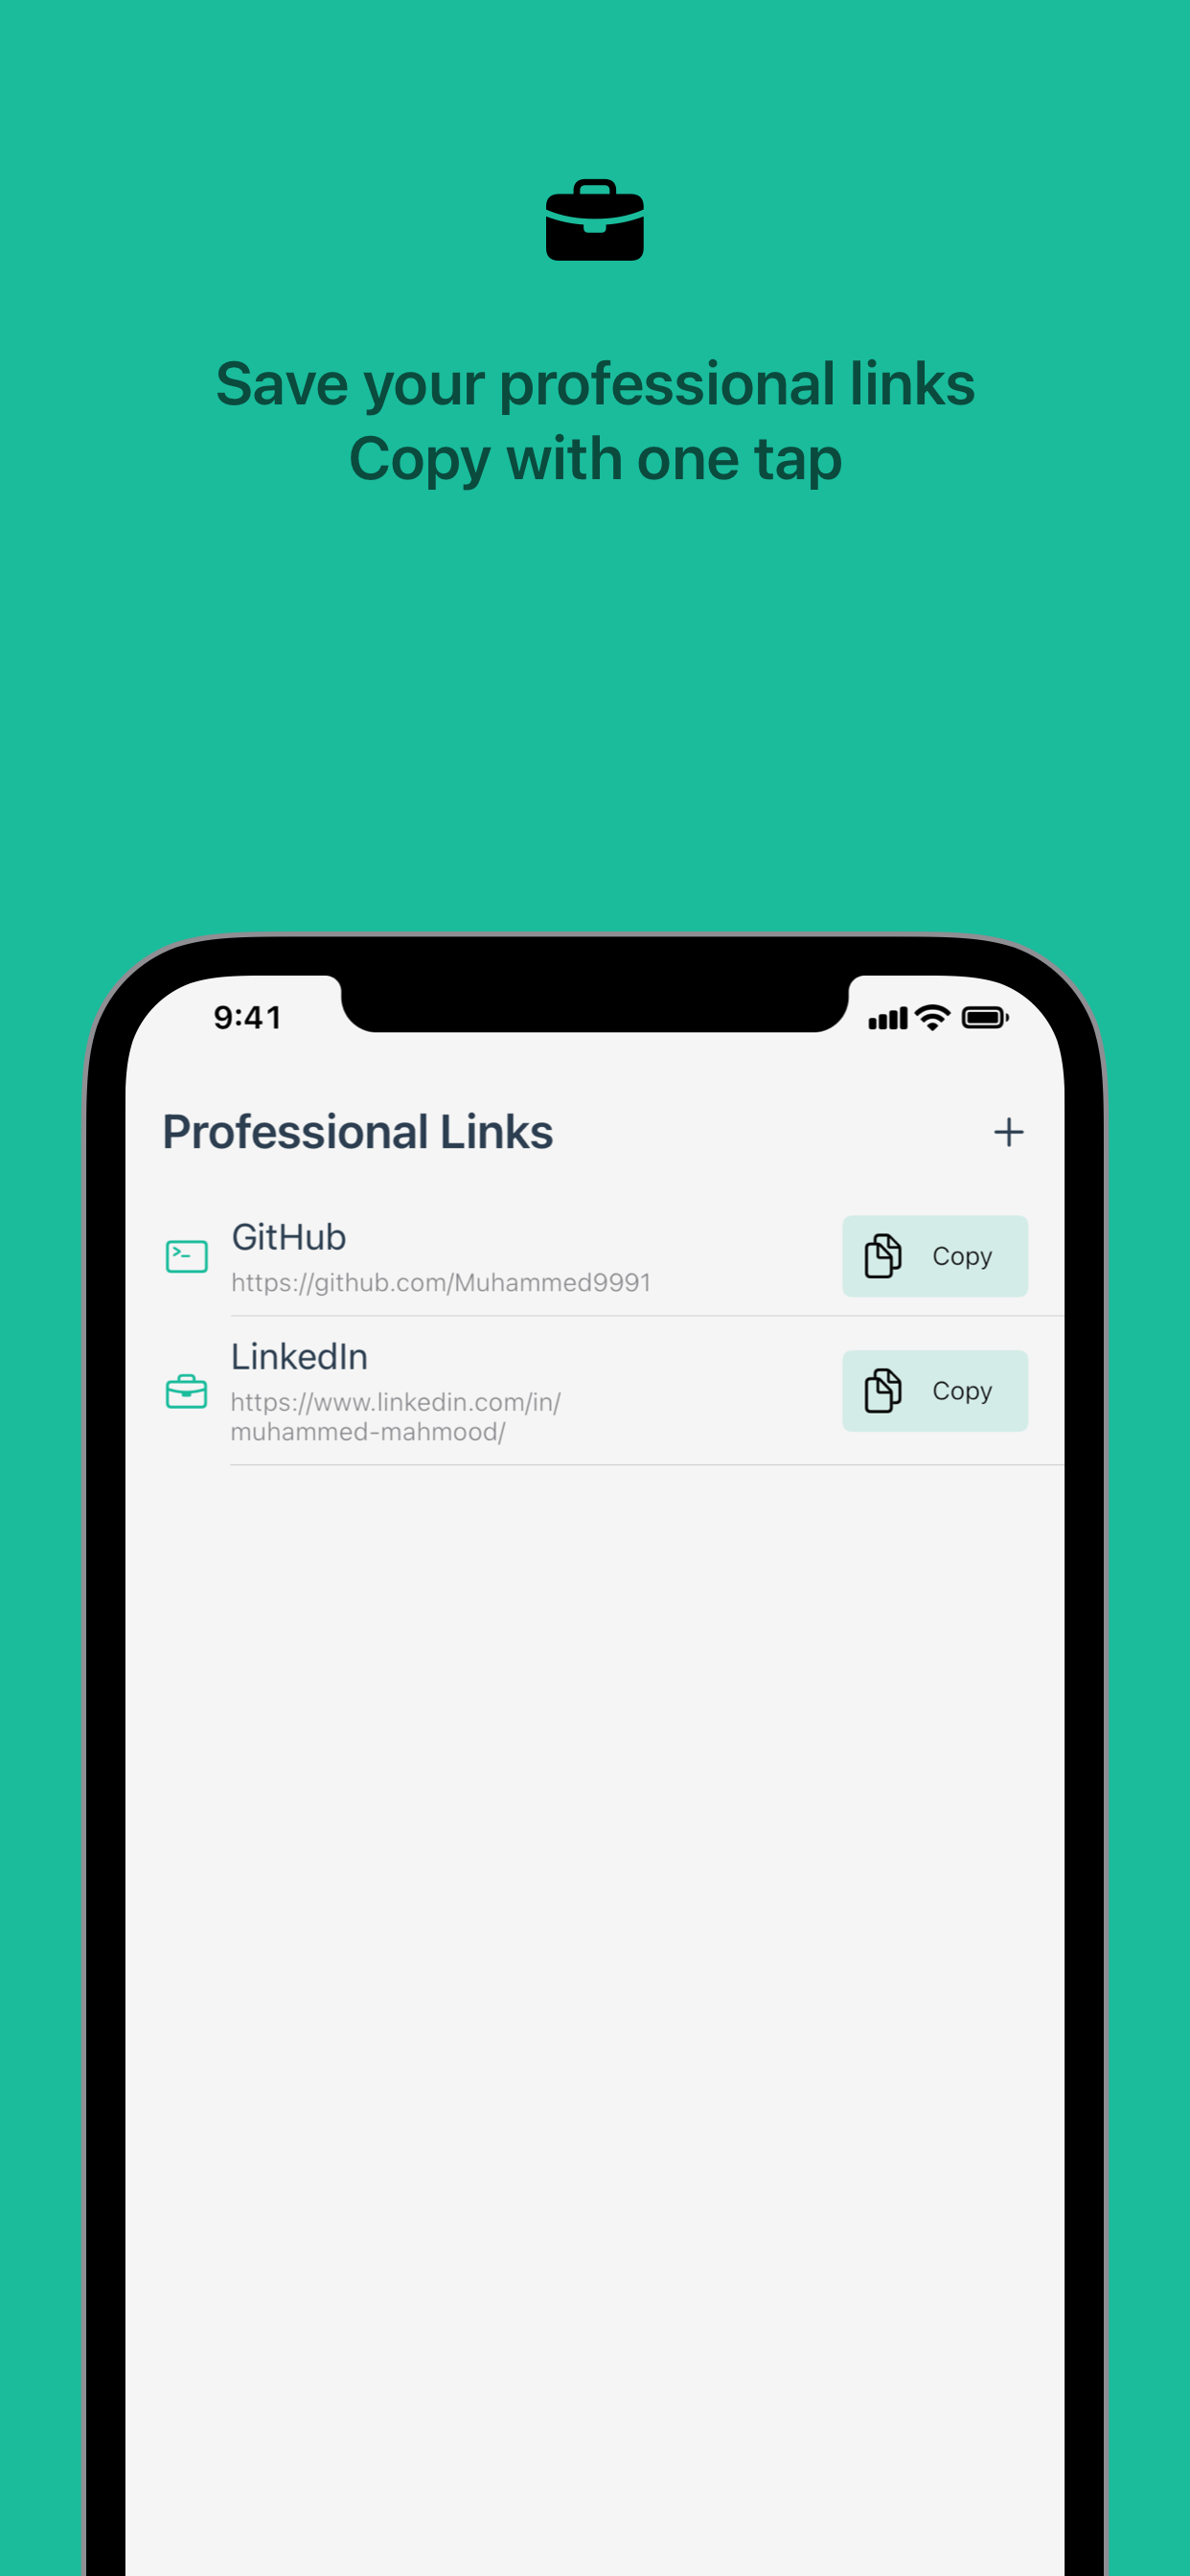 Save your professional links
Copy with one tap
9:41
Professional Links
GitHub
https://github.com/Muhammed9991
Copy
LinkedIn
https://www.linkedin.com/in/
muhammed-mahmood/
Copy